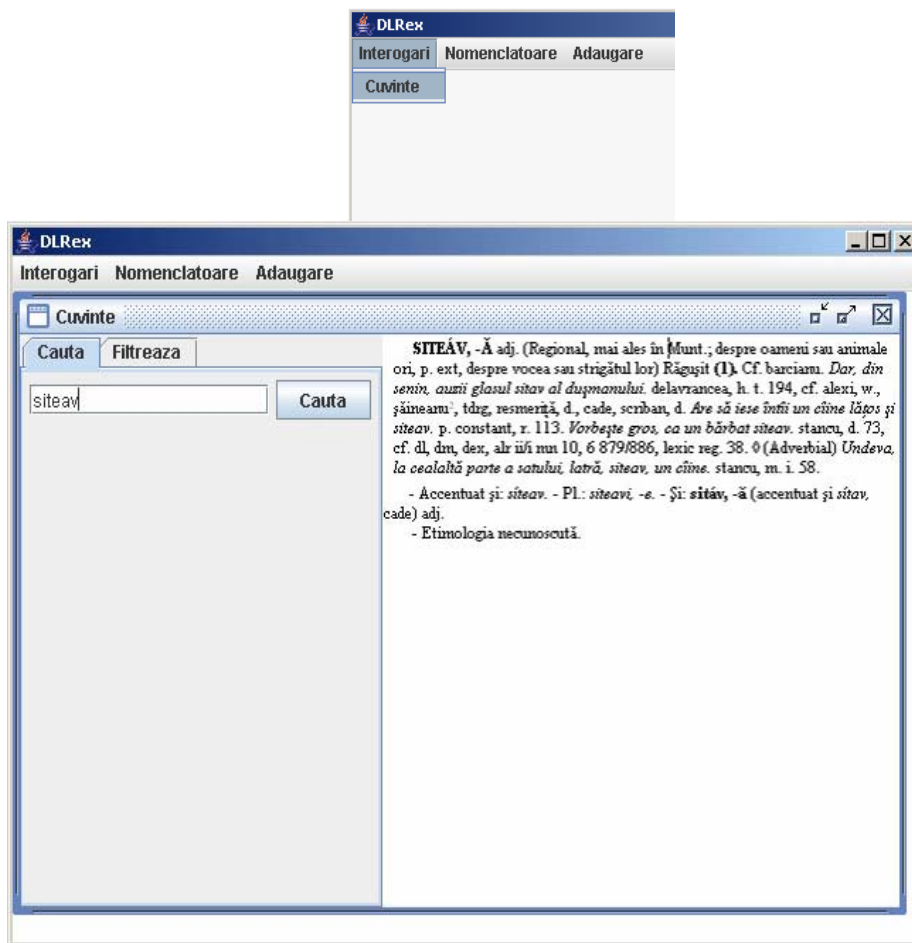 DLRex
Interogari Nomenclatoare Adaugare
Cuvinte
DLRex
Interogari Nomenclatoare Adaugare
Cuvinte
Cauta Filtreaza
siteav Cauta
SITEÁV, -Ă adj. (Regional, mai ales în Munt.; despre oameni sau animale
ori, p. ext, despre vocea sau strigătul lor) Răguşit (1). Cf. barcianu. Dar, din
senin, auzii glasul sitav al duşmanului. delavrancea, h. t. 194, cf. alexi, w.,
şăineanu², tdrg, resmeriţă, d., cade, scriban, d. Are să iese întîi un cîine lăţos şi
siteav. p. constant, r. 113. Vorbeşte gros, ca un bărbat siteav. stancu, d. 73,
cf. dl, dm, dex, alr ii/i mn 10, 6 879/886, lexic reg. 38. ◊ (Adverbial) Undeva,
la cealaltă parte a satului, latră, siteav, un cîine. stancu, m. i. 58.
- Accentuat şi: síteav. - Pl.: siteavi, -e. - Şi: sitáv, -ă (accentuat şi sítav,
cade) adj.
- Etimologia necunoscută.